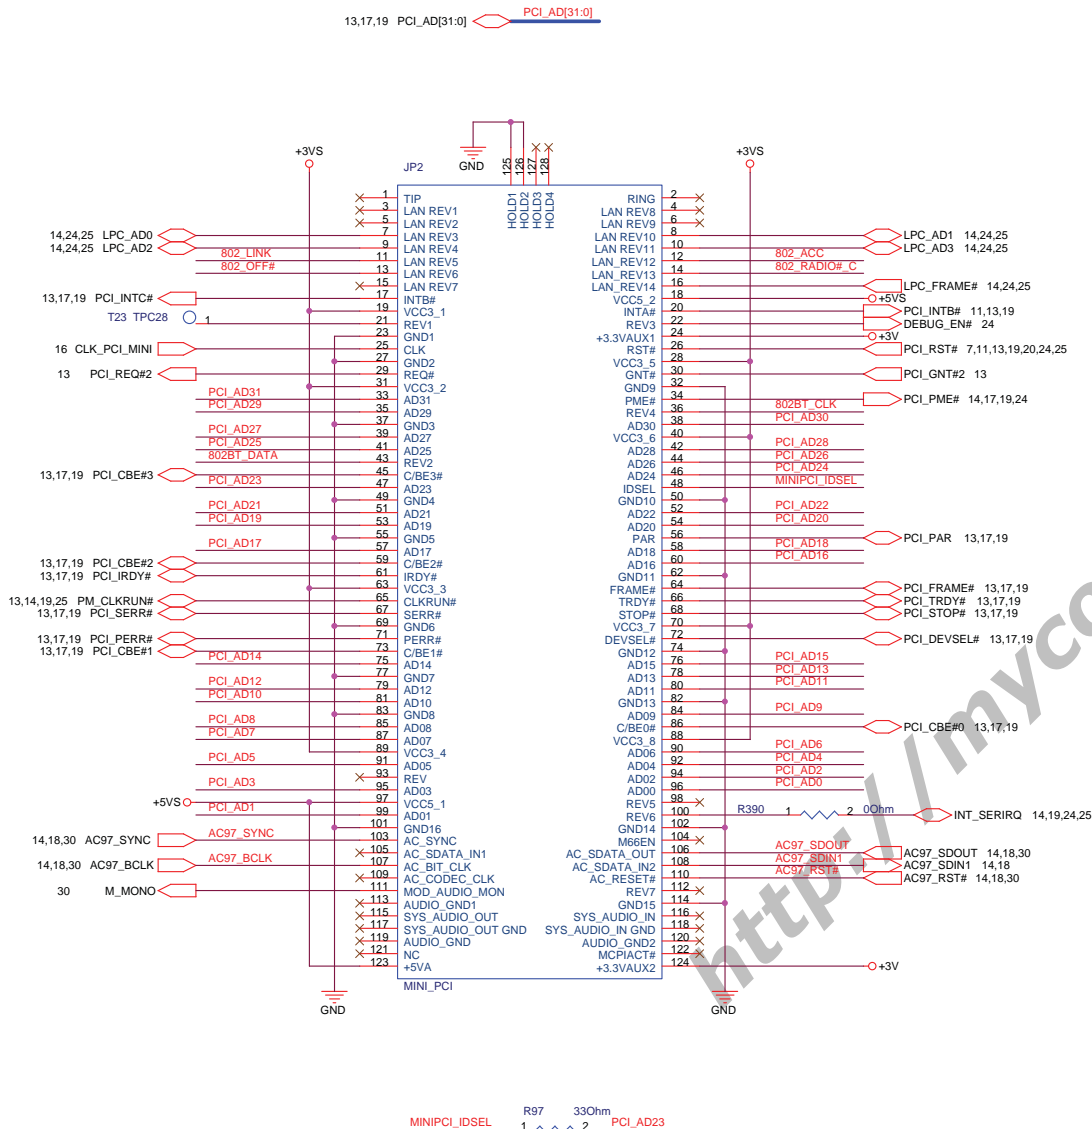 13,17,19 PCI_AD[31:0] PCI_AD[31:0]
+3VS GND 125 126 127 128 +3VS
JP2 HOLD1 HOLD2 HOLD3 HOLD4
1 TIP RING 2
3 LAN REV1 LAN REV8 4
5 LAN REV2 LAN REV9 6
14,24,25 LPC_AD0 7 LAN REV3 LAN REV10 8 LPC_AD1 14,24,25
14,24,25 LPC_AD2 9 LAN REV4 LAN REV11 10 LPC_AD3 14,24,25
802_LINK 11 LAN REV5 LAN_REV12 12 802_ACC
802_OFF# 13 LAN REV6 LAN_REV13 14 802_RADIO#_C
15 LAN REV7 LAN_REV14 16 LPC_FRAME# 14,24,25
13,17,19 PCI_INTC# 17 INTB# VCC5_2 18 +5VS
19 VCC3_1 INTA# 20 PCI_INTB# 11,13,19
T23 TPC28 1 21 REV1 REV3 22 DEBUG_EN# 24
23 GND1 +3.3VAUX1 24 +3V
16 CLK_PCI_MINI 25 CLK RST# 26 PCI_RST# 7,11,13,19,20,24,25
27 GND2 VCC3_5 28
13 PCI_REQ#2 29 REQ# GNT# 30 PCI_GNT#2 13
31 VCC3_2 GND9 32
PCI_AD31 33 AD31 PME# 34 PCI_PME# 14,17,19,24
PCI_AD29 35 AD29 REV4 36 802BT_CLK
37 GND3 AD30 38 PCI_AD30
PCI_AD27 39 AD27 VCC3_6 40
PCI_AD25 41 AD25 AD28 42 PCI_AD28
802BT_DATA 43 REV2 AD26 44 PCI_AD26
13,17,19 PCI_CBE#3 45 C/BE3# AD24 46 PCI_AD24
PCI_AD23 47 AD23 IDSEL 48 MINIPCI_IDSEL
49 GND4 GND10 50
PCI_AD21 51 AD21 AD22 52 PCI_AD22
PCI_AD19 53 AD19 AD20 54 PCI_AD20
55 GND5 PAR 56 PCI_PAR 13,17,19
PCI_AD17 57 AD17 AD18 58 PCI_AD18
13,17,19 PCI_CBE#2 59 C/BE2# AD16 60 PCI_AD16
13,17,19 PCI_IRDY# 61 IRDY# GND11 62
63 VCC3_3 FRAME# 64 PCI_FRAME# 13,17,19
13,14,19,25 PM_CLKRUN# 65 CLKRUN# TRDY# 66 PCI_TRDY# 13,17,19
13,17,19 PCI_SERR# 67 SERR# STOP# 68 PCI_STOP# 13,17,19
69 GND6 VCC3_7 70
13,17,19 PCI_PERR# 71 PERR# DEVSEL# 72 PCI_DEVSEL# 13,17,19
13,17,19 PCI_CBE#1 73 C/BE1# GND12 74
PCI_AD14 75 AD14 AD15 76 PCI_AD15
77 GND7 AD13 78 PCI_AD13
PCI_AD12 79 AD12 AD11 80 PCI_AD11
PCI_AD10 81 AD10 GND13 82
83 GND8 AD09 84 PCI_AD9
PCI_AD8 85 AD08 C/BE0# 86 PCI_CBE#0 13,17,19
PCI_AD7 87 AD07 VCC3_8 88
89 VCC3_4 AD06 90 PCI_AD6
PCI_AD5 91 AD05 AD04 92 PCI_AD4
93 REV AD02 94 PCI_AD2
PCI_AD3 95 AD03 AD00 96 PCI_AD0
+5VS 97 VCC5_1 REV5 98
PCI_AD1 99 AD01 REV6 100 R390 1 2 0Ohm INT_SERIRQ 14,19,24,25
101 GND16 GND14 102
14,18,30 AC97_SYNC AC97_SYNC 103 AC_SYNC M66EN 104
105 AC_SDATA_IN1 AC_SDATA_OUT 106 AC97_SDOUT AC97_SDOUT 14,18,30
14,18,30 AC97_BCLK AC97_BCLK 107 AC_BIT_CLK AC_SDATA_IN2 108 AC97_SDIN1 AC97_SDIN1 14,18
109 AC_CODEC_CLK AC_RESET# 110 AC97_RST# AC97_RST# 14,18,30
30 M_MONO 111 MOD_AUDIO_MON REV7 112
113 AUDIO_GND1 GND15 114
115 SYS_AUDIO_OUT SYS_AUDIO_IN 116
117 SYS_AUDIO_OUT GND SYS_AUDIO_IN GND 118
119 AUDIO_GND AUDIO_GND2 120
121 NC MCPIACT# 122
123 +5VA +3.3VAUX2 124 +3V
MINI_PCI
GND GND
http://myco
R97 33Ohm
MINIPCI_IDSEL 1 2 PCI_AD23